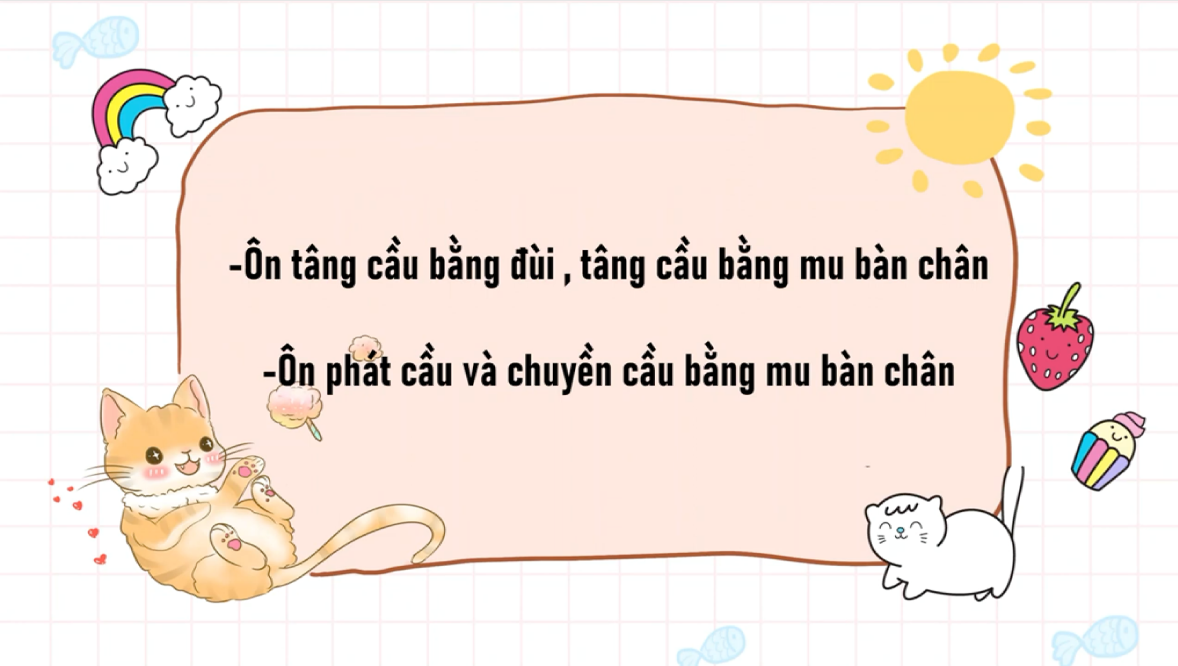 -Ôn tâng cầu bằng đùi , tâng cầu bằng mu bàn chân
-Ôn phát cầu và chuyền cầu bằng mu bàn chân